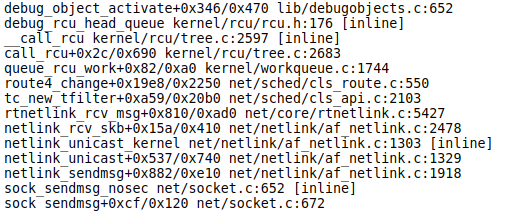 debug_object_activate+0x346/0x470 lib/debugobjects.c:652
debug_rcu_head_queue kernel/rcu/rcu.h:176 [inline]
__call_rcu kernel/rcu/tree.c:2597 [inline]
call_rcu+0x2c/0x690 kernel/rcu/tree.c:2683
queue_rcu_work+0x82/0xa0 kernel/workqueue.c:1744
route4_change+0x19e8/0x2250 net/sched/cls_route.c:550
tc_new_tfilter+0xa59/0x20b0 net/sched/cls_api.c:2103
rtnetlink_rcv_msg+0x810/0xad0 net/core/rtnetlink.c:5427
netlink_rcv_skb+0x15a/0x410 net/netlink/af_netlink.c:2478
netlink_unicast_kernel net/netlink/af_netlink.c:1303 [inline]
netlink_unicast+0x537/0x740 net/netlink/af_netlink.c:1329
netlink_sendmsg+0x882/0xe10 net/netlink/af_netlink.c:1918
sock_sendmsg_nosec net/socket.c:652 [inline]
sock_sendmsg+0xcf/0x120 net/socket.c:672